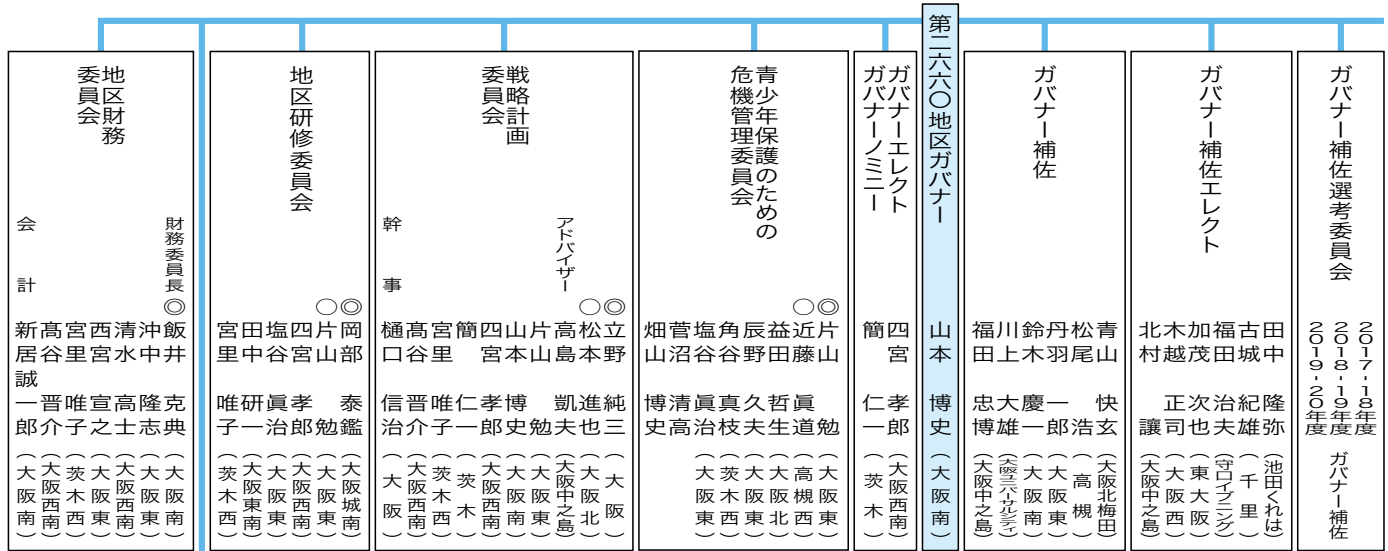 ガバナー補佐選考委員会
2017-18年度
2018-19年度
2019-20年度 ガバナー補佐
ガバナー補佐エレクト
田中 隆弥（池田くれは）
古城 紀雄（千里）
福田 治夫（守口イブニング）
加茂 次也（東大阪）
木越 正司（大阪西）
北村 讓（大阪中之島）
ガバナー補佐
青山 快玄（大阪北梅田）
松尾 浩（高槻）
丹羽 一郎（大阪東）
鈴木 慶一（大阪南）
川上 大雄（大阪ユニバーサルシティ）
福田 忠博（大阪中之島）
第二六六〇地区ガバナー 山本 博史（大阪南）
ガバナーエレクト 四宮 孝郎（大阪西南）
ガバナーノミニー 簡 仁一（茨木）
青少年保護のための
危機管理委員会
◎片山 勉（大阪東）
○近藤 眞道（高槻西）
益田 哲生（大阪北）
辰野 久夫（大阪）
角谷 真枝（茨木西）
塩谷 眞治（大阪東）
菅沼 清高
畑山 博史
戦略計画
委員会
◎立野 純三（大阪）
○松本 進也（大阪北）
アドバイザー 高島 凱夫（大阪中之島）
片山 勉（大阪東）
山本 博史（大阪南）
四宮 孝郎（大阪西南）
簡 仁一（茨木）
宮里 唯子（茨木西）
髙谷 晋介（大阪西南）
幹事 樋口 信治（大阪）
地区研修委員会
◎岡部 泰鑑（大阪城南）
○片山 勉（大阪東）
四宮 孝郎（大阪西南）
塩谷 眞治（大阪東）
田中 研一（大阪東南）
宮里 唯子（茨木西）
地区財務
委員会
財務委員長 ◎飯井 克典（大阪南）
沖中 隆志（大阪東）
清水 高士（大阪西南）
西宮 宣之（大阪東）
宮里 唯子（茨木西）
髙谷 晋介（大阪西南）
会計 新居 誠一郎（大阪南）